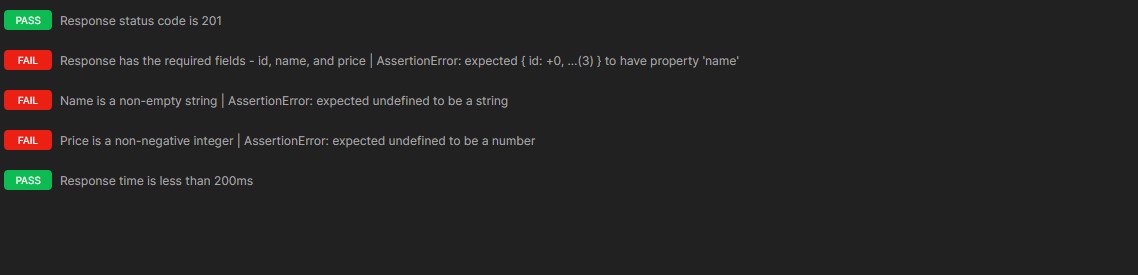 PASS Response status code is 201
FAIL Response has the required fields - id, name, and price | AssertionError: expected { id: +0, …(3) } to have property 'name'
FAIL Name is a non-empty string | AssertionError: expected undefined to be a string
FAIL Price is a non-negative integer | AssertionError: expected undefined to be a number
PASS Response time is less than 200ms